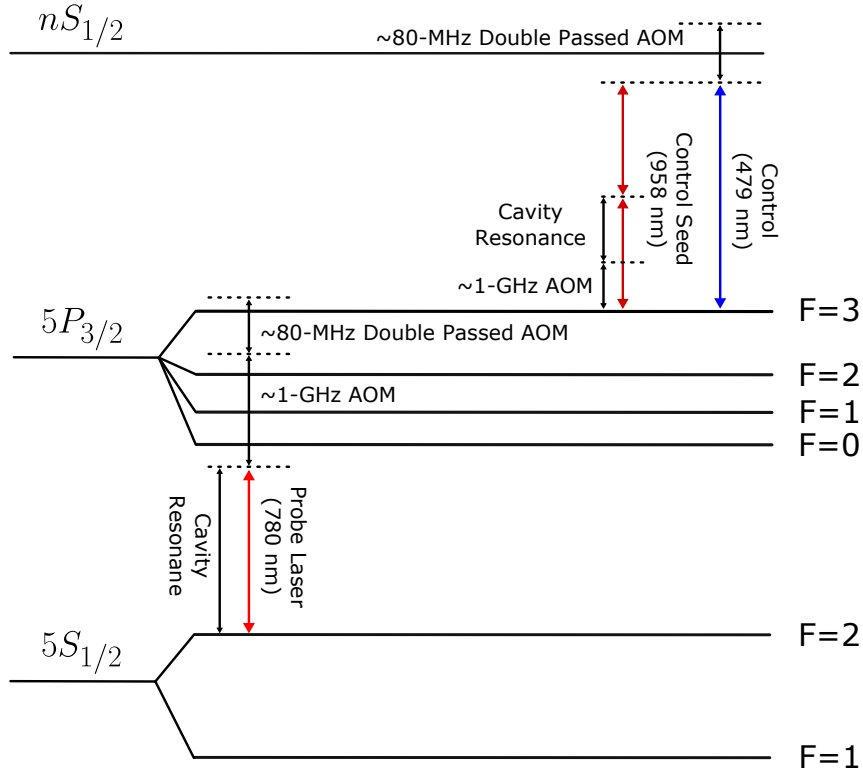 nS1/2
~80-MHz Double Passed AOM
Control Seed
(958 nm)
Control
(479 nm)
Cavity
Resonance
~1-GHz AOM
F=3
5P3/2
~80-MHz Double Passed AOM
F=2
~1-GHz AOM
F=1
F=0
Cavity
Resonane
Probe Laser
(780 nm)
F=2
5S1/2
F=1